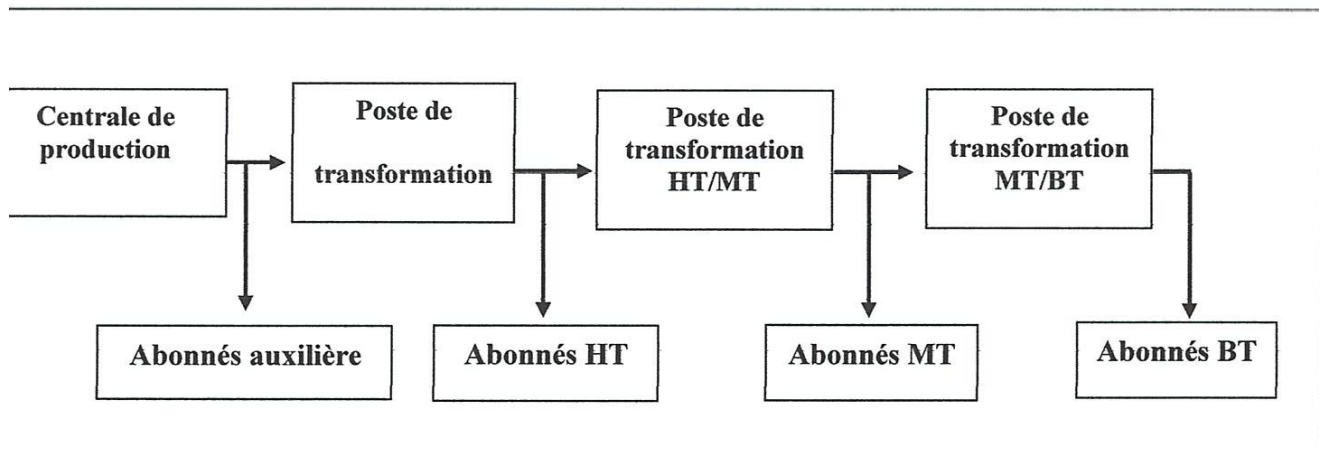 Centrale de
production
Poste de
transformation
Poste de
transformation
HT/MT
Poste de
transformation
MT/BT
Abonnés auxilière
Abonnés HT
Abonnés MT
Abonnés BT